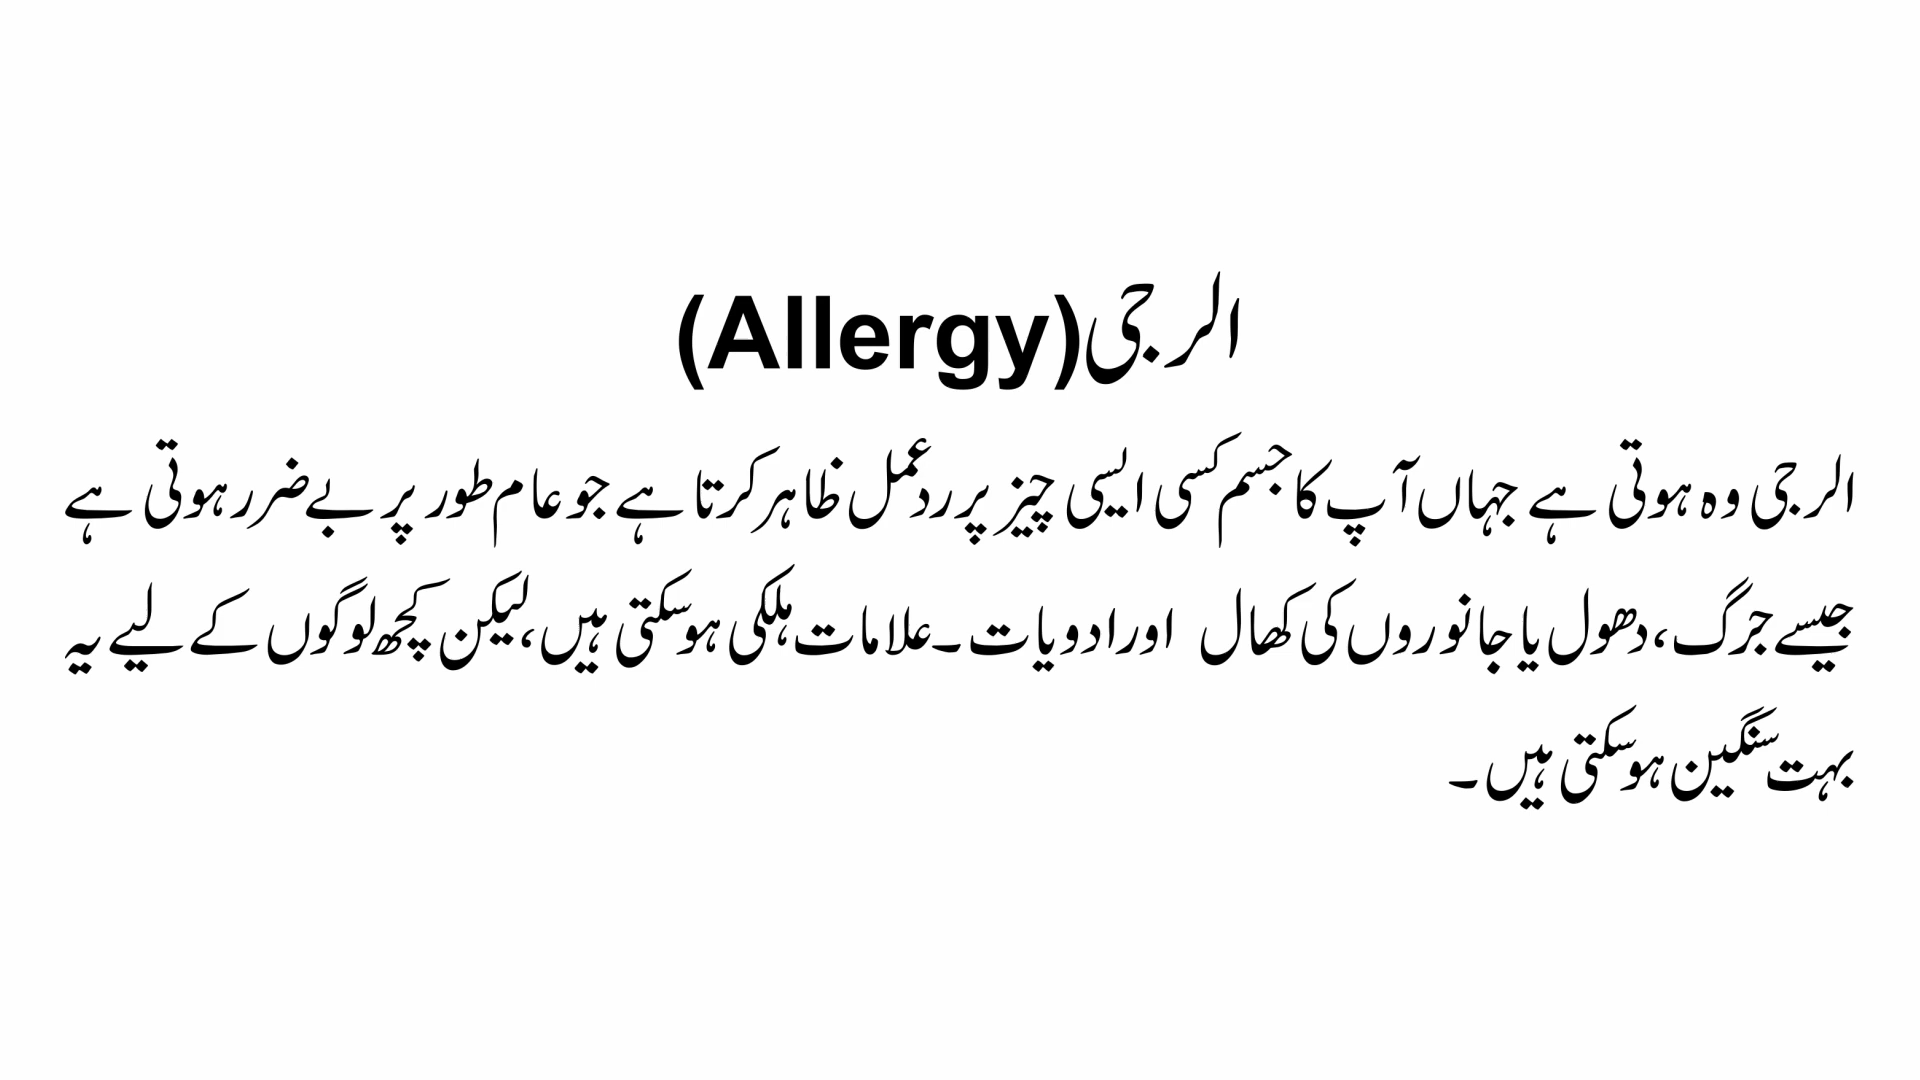 الرجی(Allergy)
الرجی وہ ہوتی ہے جہاں آپ کا جسم کسی ایسی چیز پر ردعمل ظاہر کرتا ہے جو عام طور پر بے ضرر ہوتی ہے
جیسے جرگ، دھول یا جانوروں کی کھال اور ادویات۔ علامات ہلکی ہوسکتی ہیں، لیکن کچھ لوگوں کے لیے یہ
بہت سنگین ہوسکتی ہیں۔